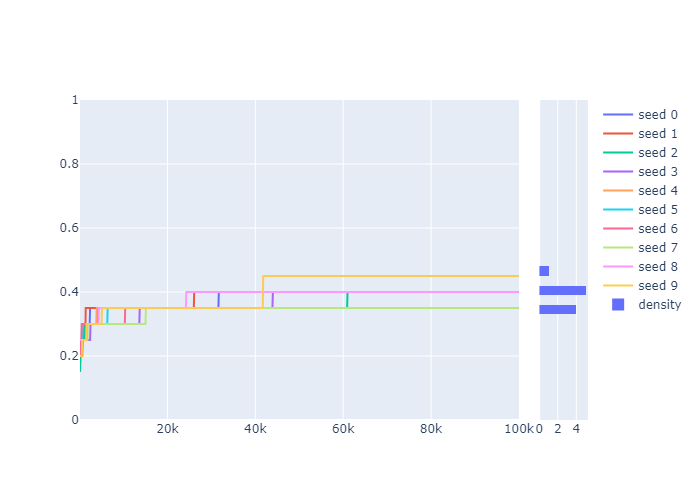 1
0.8
0.6
0.4
0.2
0
20k
40k
60k
80k
100k
0
2
4
seed 0
seed 1
seed 2
seed 3
seed 4
seed 5
seed 6
seed 7
seed 8
seed 9
density